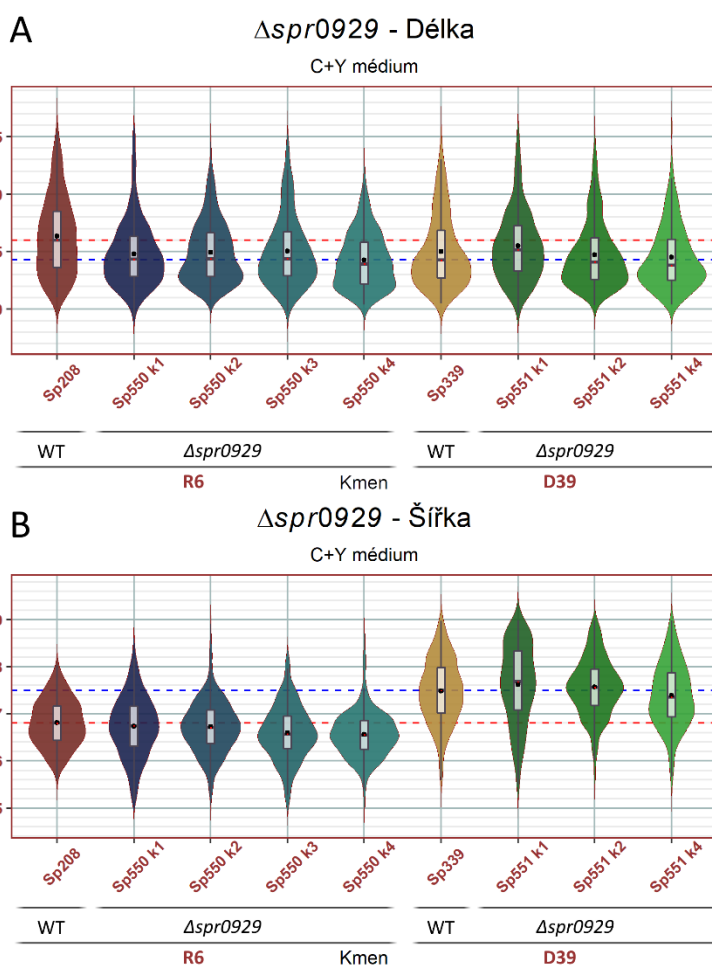 A
Δspr0929 - Délka
C+Y médium
Sp208 Sp550 k1 Sp550 k2 Sp550 k3 Sp550 k4 Sp339 Sp551 k1 Sp551 k2 Sp551 k4
WT Δspr0929 WT Δspr0929
R6 Kmen D39
B
Δspr0929 - Šířka
C+Y médium
Sp208 Sp550 k1 Sp550 k2 Sp550 k3 Sp550 k4 Sp339 Sp551 k1 Sp551 k2 Sp551 k4
WT Δspr0929 WT Δspr0929
R6 Kmen D39